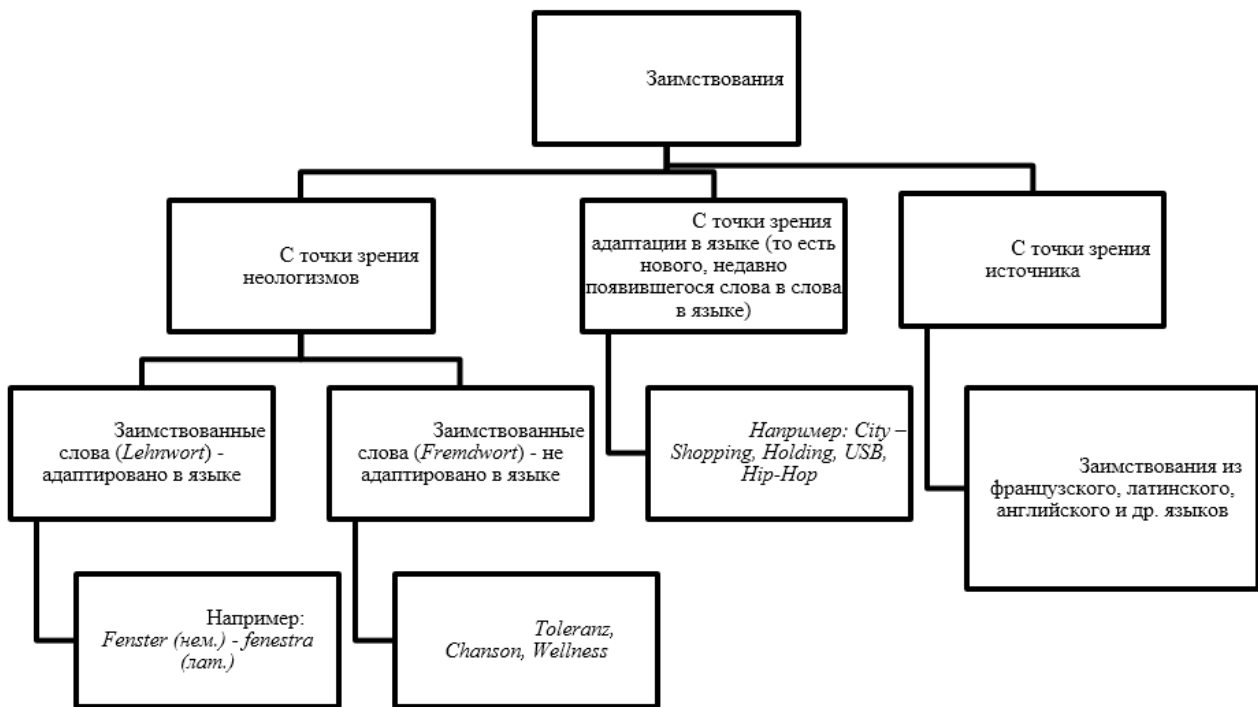 Заимствования
С точки зрения
неологизмов
С точки зрения
адаптации в языке (то есть
нового, недавно
появившегося слова в слова
в языке)
С точки зрения
источника
Заимствованные
слова (Lehnwort) -
адаптировано в языке
Заимствованные
слова (Fremdwort) - не
адаптировано в языке
Например: City –
Shopping, Holding, USB,
Hip-Hop
Заимствования из
французского, латинского,
английского и др. языков
Например:
Fenster (нем.) - fenestra
(лат.)
Toleranz,
Chanson, Wellness